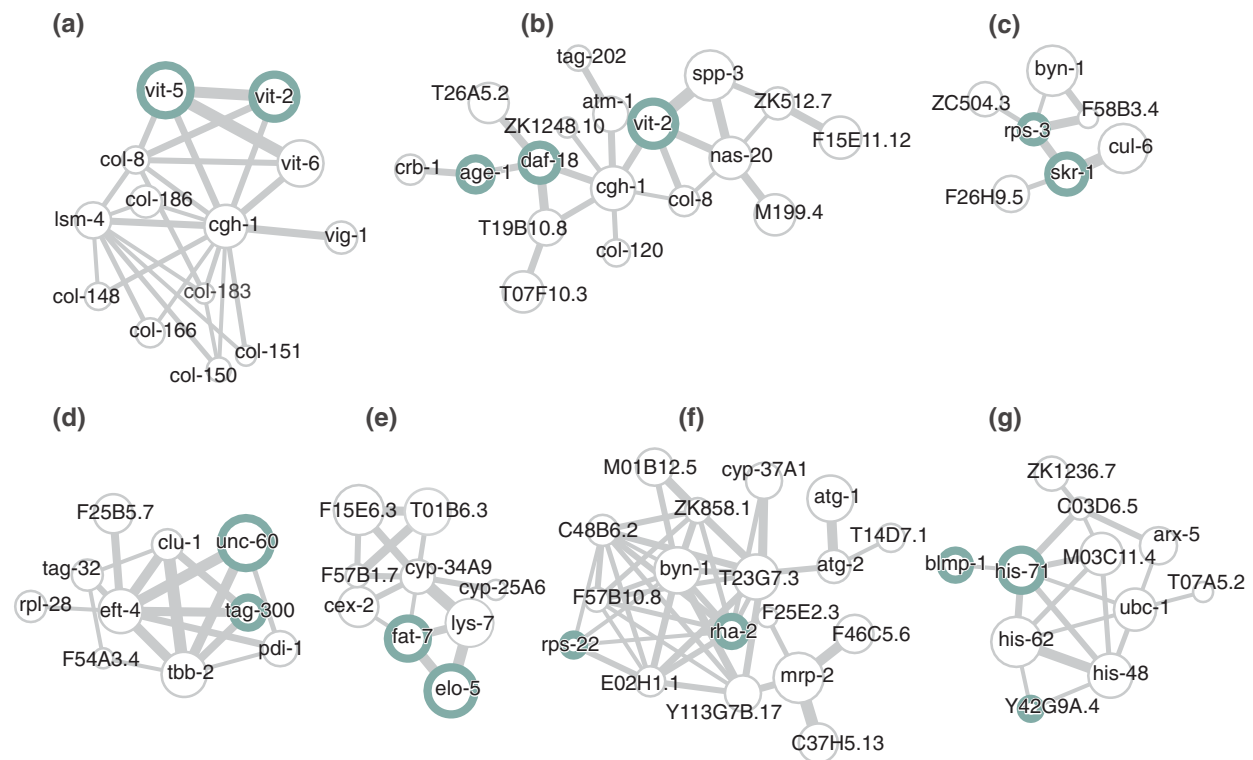 (a)
vit-5
vit-2
col-8
vit-6
col-186
lsm-4
cgh-1
vig-1
col-148
col-183
col-166
col-151
col-150
(b)
tag-202
spp-3
T26A5.2
atm-1
ZK512.7
ZK1248.10
vit-2
F15E11.12
crb-1
age-1
daf-18
nas-20
cgh-1
col-8
T19B10.8
M199.4
col-120
T07F10.3
(c)
byn-1
ZC504.3
F58B3.4
rps-3
cul-6
skr-1
F26H9.5
(d)
F25B5.7
clu-1
unc-60
tag-32
rpl-28
eft-4
tag-300
F54A3.4
tbb-2
pdi-1
(e)
F15E6.3
T01B6.3
F57B1.7
cyp-34A9
cyp-25A6
cex-2
lys-7
fat-7
elo-5
(f)
M01B12.5
cyp-37A1
ZK858.1
atg-1
C48B6.2
T14D7.1
byn-1
T23G7.3
atg-2
F57B10.8
F25E2.3
rps-22
rha-2
F46C5.6
E02H1.1
mrp-2
Y113G7B.17
C37H5.13
(g)
ZK1236.7
C03D6.5
arx-5
M03C11.4
blmp-1
his-71
T07A5.2
ubc-1
his-62
his-48
Y42G9A.4